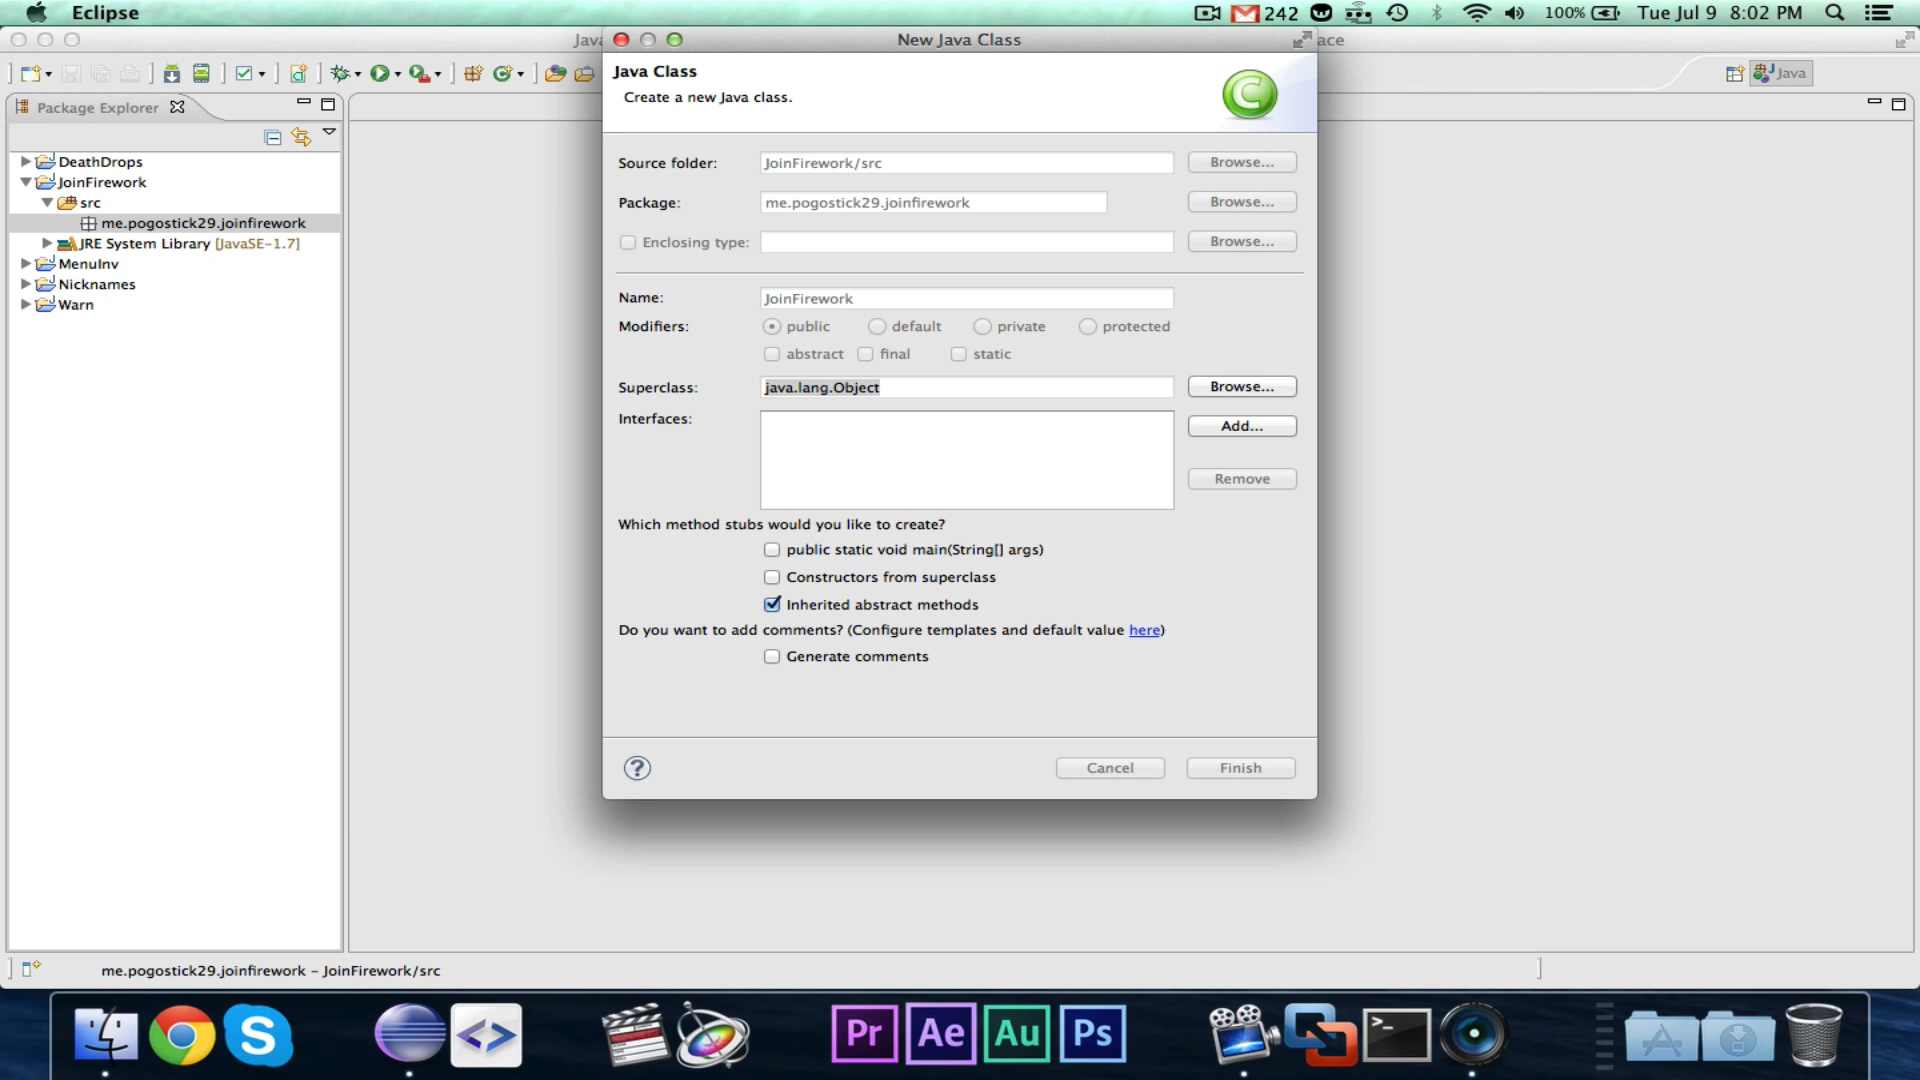 Eclipse
242
100%
Tue Jul 9 8:02 PM
Java
New Java Class
ace
Java Class
Create a new Java class.
Java
Package Explorer
DeathDrops
JoinFirework
src
me.pogostick29.joinfirework
JRE System Library [JavaSE-1.7]
MenuInv
Nicknames
Warn
Source folder:
JoinFirework/src
Browse...
Package:
me.pogostick29.joinfirework
Browse...
Enclosing type:
Browse...
Name:
JoinFirework
Modifiers:
public
default
private
protected
abstract
final
static
Superclass:
java.lang.Object
Browse...
Interfaces:
Add...
Remove
Which method stubs would you like to create?
public static void main(String[] args)
Constructors from superclass
Inherited abstract methods
Do you want to add comments? (Configure templates and default value here)
Generate comments
Cancel
Finish
me.pogostick29.joinfirework - JoinFirework/src
Pr
Ae
Au
Ps